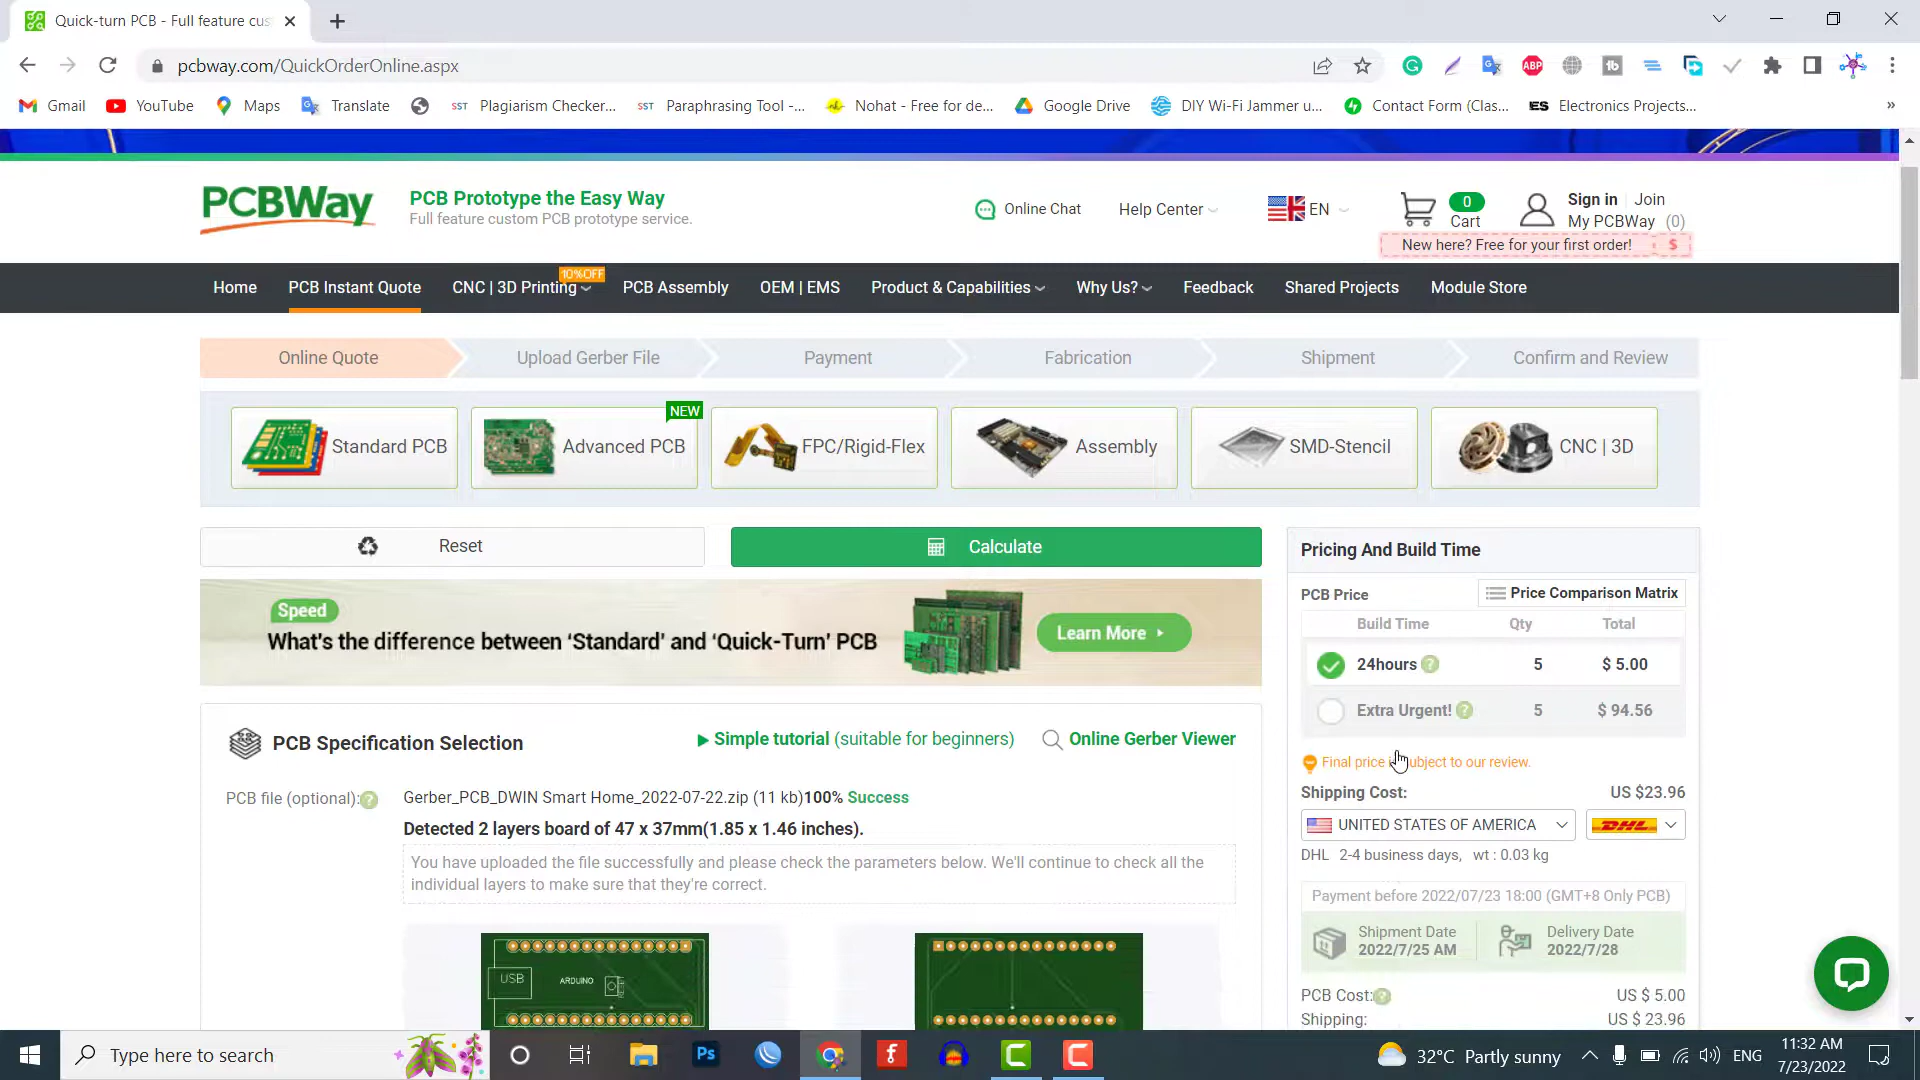 Quick-turn PCB - Full feature cus
pcbway.com/QuickOrderOnline.aspx
ABP
Gmail YouTube Maps Translate SST Plagiarism Checker... SST Paraphrasing Tool -... Nohat - Free for de... Google Drive DIY Wi-Fi Jammer u... Contact Form (Clas... ES Electronics Projects... »
PCBWay
PCB Prototype the Easy Way
Full feature custom PCB prototype service.
Online Chat Help Center EN 0 Cart Sign in Join
My PCBWay (0)
New here? Free for your first order! $
Home PCB Instant Quote CNC | 3D Printing 10%OFF PCB Assembly OEM | EMS Product & Capabilities Why Us? Feedback Shared Projects Module Store
Online Quote Upload Gerber File Payment Fabrication Shipment Confirm and Review
NEW
Standard PCB Advanced PCB FPC/Rigid-Flex Assembly SMD-Stencil CNC | 3D
Reset Calculate
Speed
What's the difference between 'Standard' and 'Quick-Turn' PCB
Learn More
PCB Specification Selection Simple tutorial (suitable for beginners) Online Gerber Viewer
PCB file (optional): ? Gerber_PCB_DWIN Smart Home_2022-07-22.zip (11 kb)100% Success
Detected 2 layers board of 47 x 37mm(1.85 x 1.46 inches).
You have uploaded the file successfully and please check the parameters below. We'll continue to check all the
individual layers to make sure that they're correct.
USB ARDUINO
Pricing And Build Time
PCB Price Price Comparison Matrix
Build Time Qty Total
24hours ? 5 $ 5.00
Extra Urgent! ? 5 $ 94.56
Final price subject to our review.
Shipping Cost: US $23.96
UNITED STATES OF AMERICA DHL
DHL 2-4 business days, wt : 0.03 kg
Payment before 2022/07/23 18:00 (GMT+8 Only PCB)
Shipment Date
2022/7/25 AM
Delivery Date
2022/7/28
PCB Cost: ? US $ 5.00
Shipping: US $ 23.96
Type here to search
Ps
32°C Partly sunny ENG 11:32 AM
7/23/2022